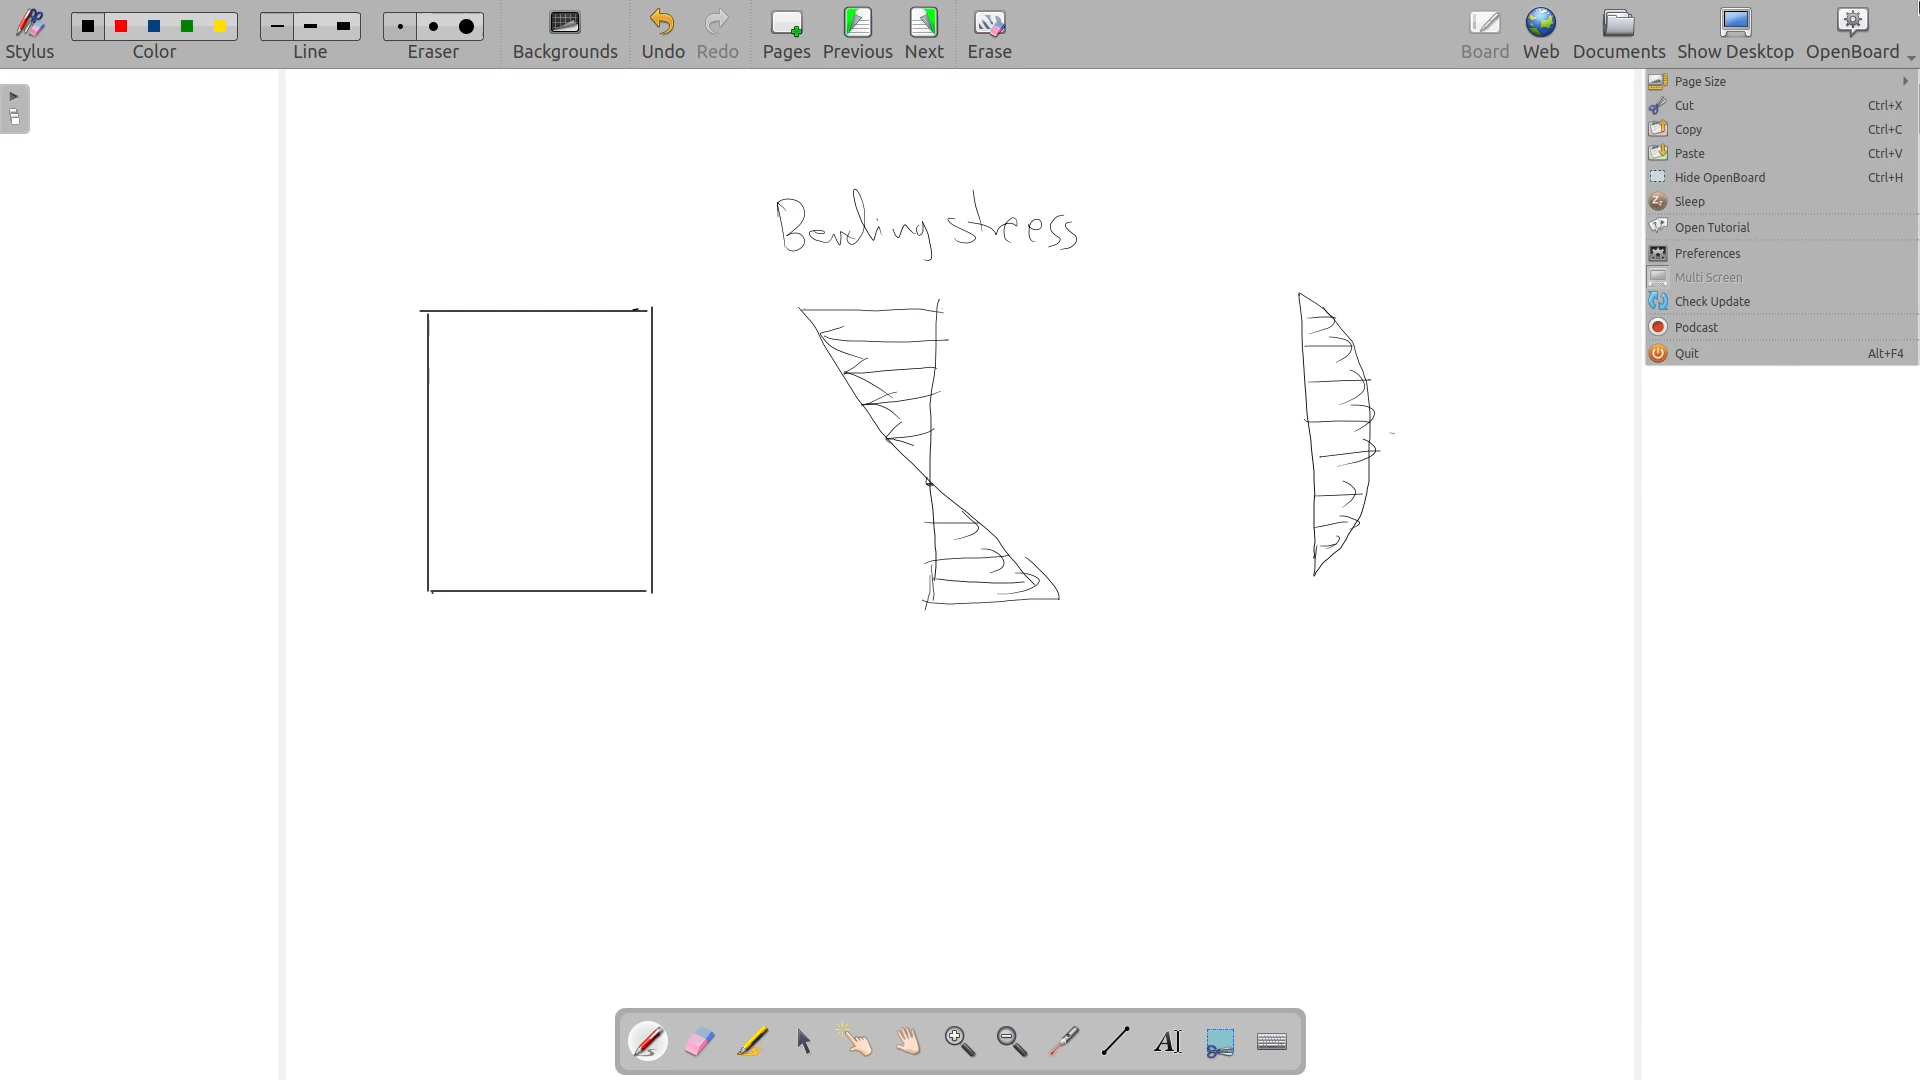 Stylus
Color
Line
Eraser
Backgrounds
Undo
Redo
Pages
Previous
Next
Erase
Board
Web
Documents
Show Desktop
OpenBoard
Page Size
Cut Ctrl+X
Copy Ctrl+C
Paste Ctrl+V
Hide OpenBoard Ctrl+H
Sleep
Open Tutorial
Preferences
Multi Screen
Check Update
Podcast
Quit Alt+F4
Bending streess
AI